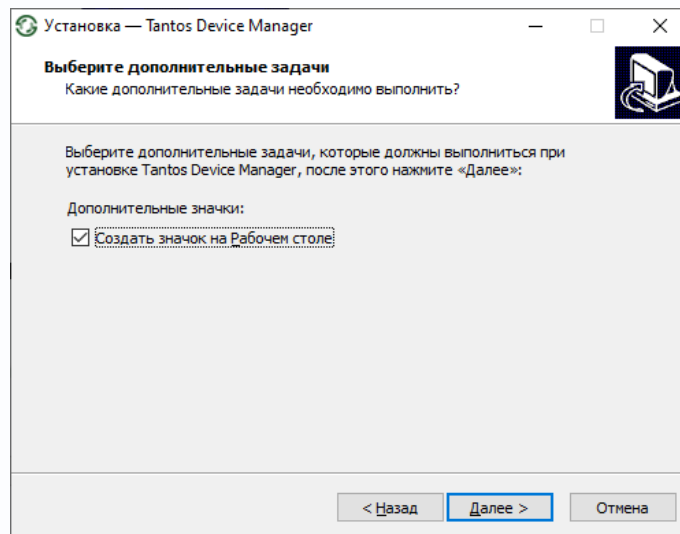 Установка — Tantos Device Manager
Выберите дополнительные задачи
Какие дополнительные задачи необходимо выполнить?
Выберите дополнительные задачи, которые должны выполниться при
установке Tantos Device Manager, после этого нажмите «Далее»:
Дополнительные значки:
Создать значок на Рабочем столе
< Назад Далее > Отмена